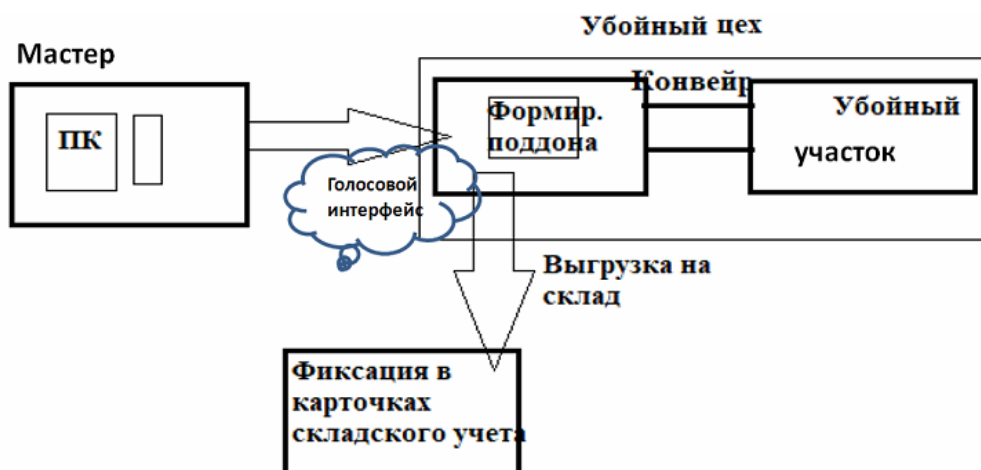 Убойный цех
Мастер
ПК
Формир.
поддона
Конвейр
Убойный
участок
Голосовой
интерфейс
Выгрузка на
склад
Фиксация в
карточках
складского учета